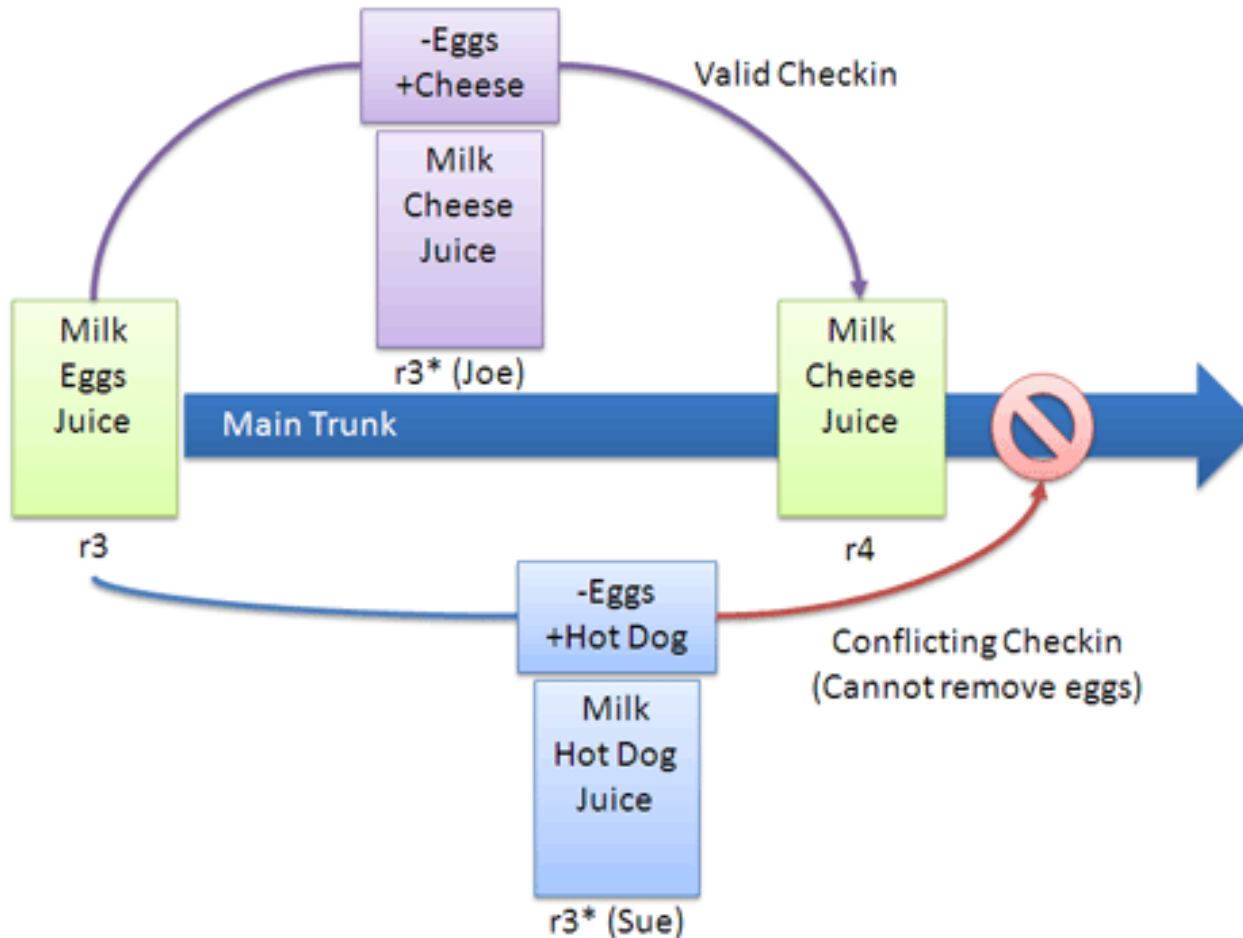 -Eggs
+Cheese
Valid Checkin
Milk
Cheese
Juice
r3* (Joe)
Milk
Eggs
Juice
r3
Main Trunk
Milk
Cheese
Juice
r4
-Eggs
+Hot Dog
Conflicting Checkin
(Cannot remove eggs)
Milk
Hot Dog
Juice
r3* (Sue)